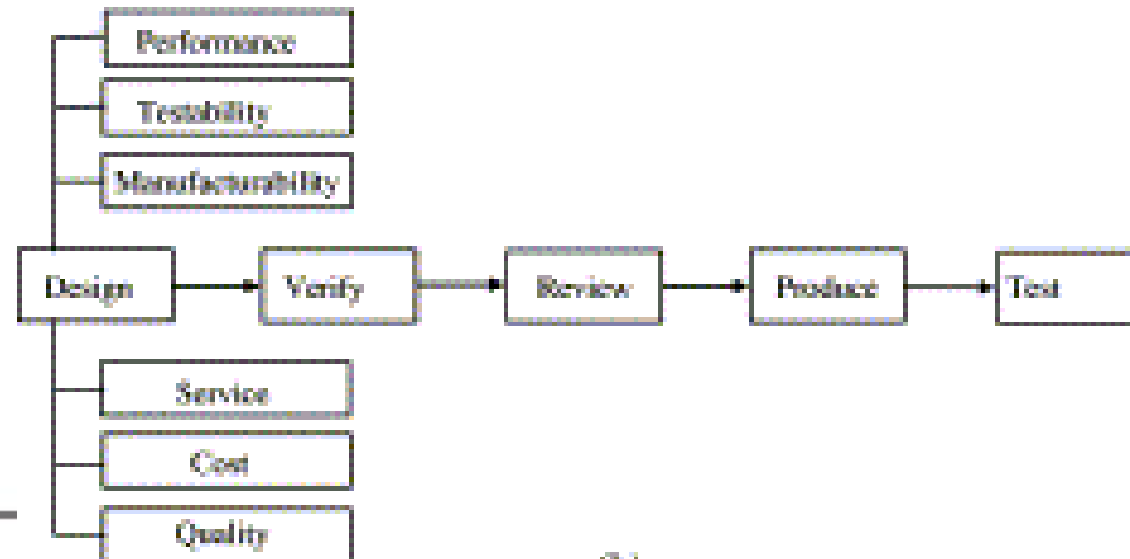 Performance
Testability
Manufacturability
Design
Verify
Review
Produce
Test
Service
Cost
Quality